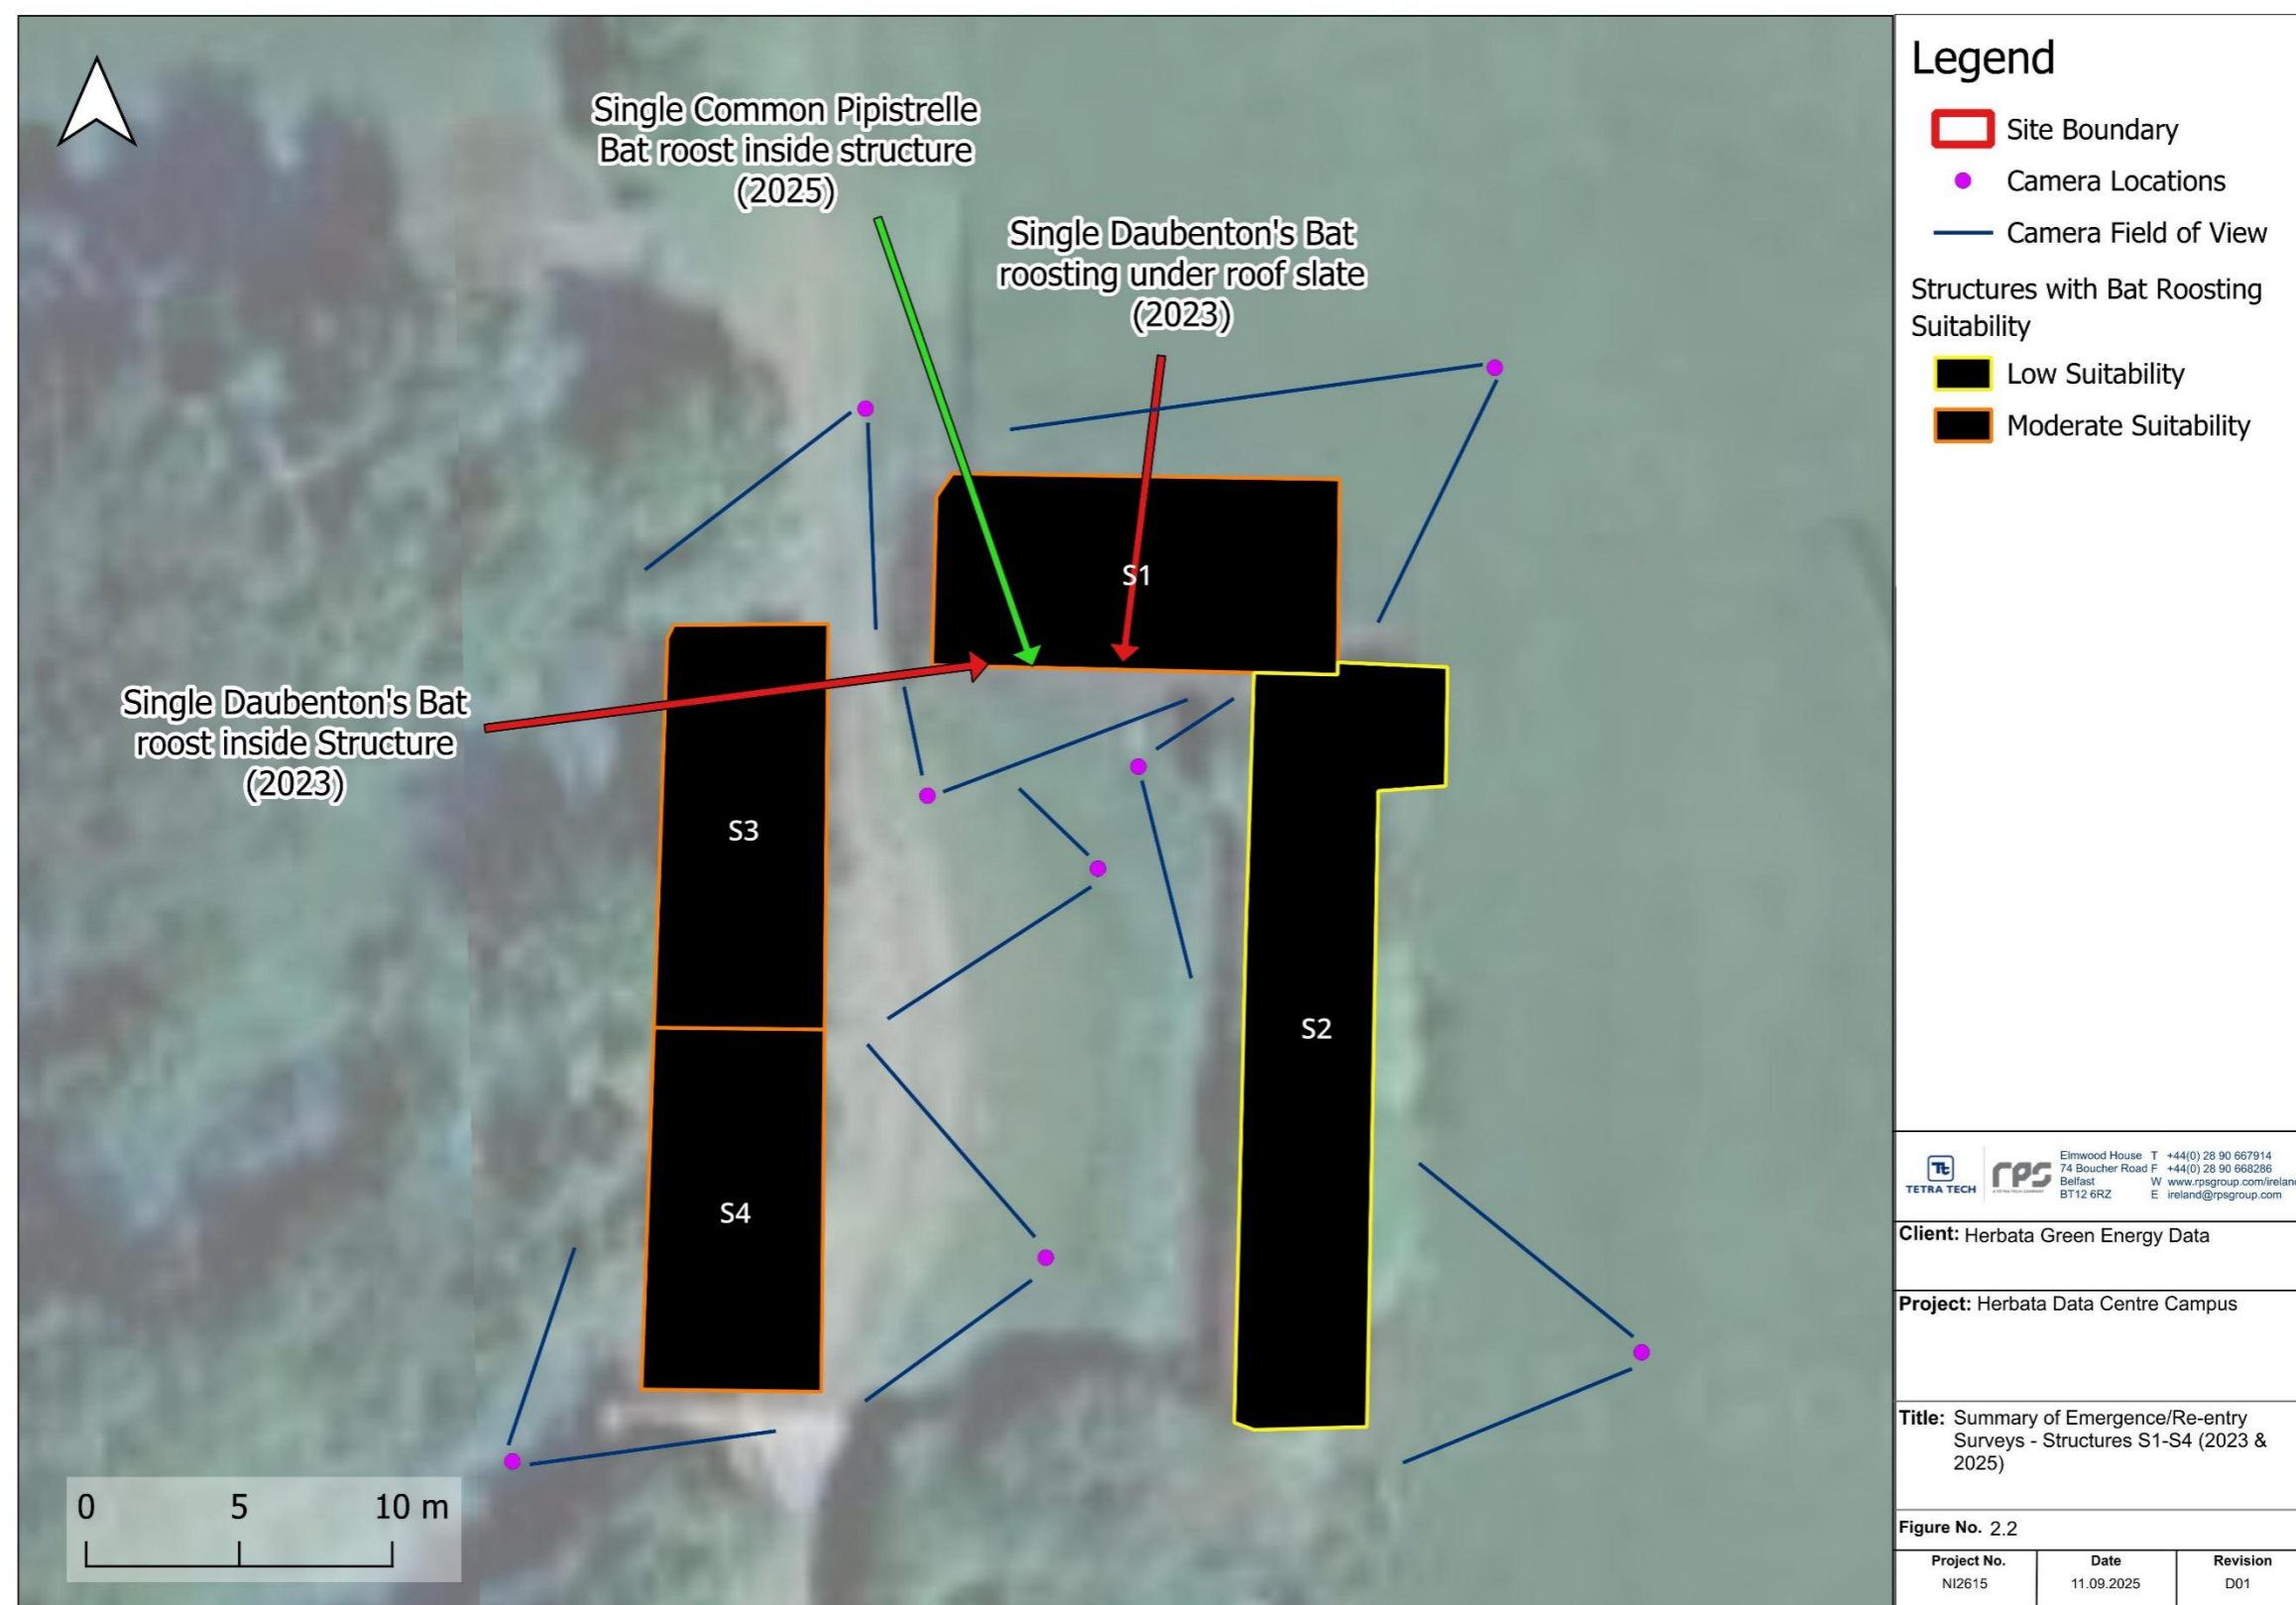 Single Common Pipistrelle
Bat roost inside structure
(2025)
Single Daubenton's Bat
roosting under roof slate
(2023)
Single Daubenton's Bat
roost inside Structure
(2023)
S1
S3
S2
S4
0 5 10 m
Legend
Site Boundary
Camera Locations
Camera Field of View
Structures with Bat Roosting
Suitability
Low Suitability
Moderate Suitability
TETRA TECH
rps
Elmwood House T +44(0) 28 90 667914
74 Boucher Road F +44(0) 28 90 668286
Belfast W www.rpsgroup.com/ireland
BT12 6RZ E ireland@rpsgroup.com
Client: Herbata Green Energy Data
Project: Herbata Data Centre Campus
Title: Summary of Emergence/Re-entry
Surveys - Structures S1-S4 (2023 &
2025)
Figure No. 2.2
Project No. Date Revision
NI2615 11.09.2025 D01